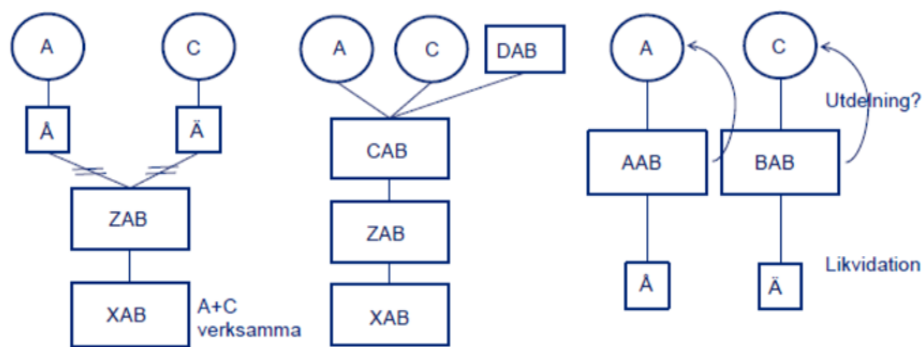 A
C
Å
Ä
ZAB
XAB
A+C
verksamma
A
C
DAB
CAB
ZAB
XAB
A
C
Utdelning?
AAB
BAB
Likvidation
Å
Ä